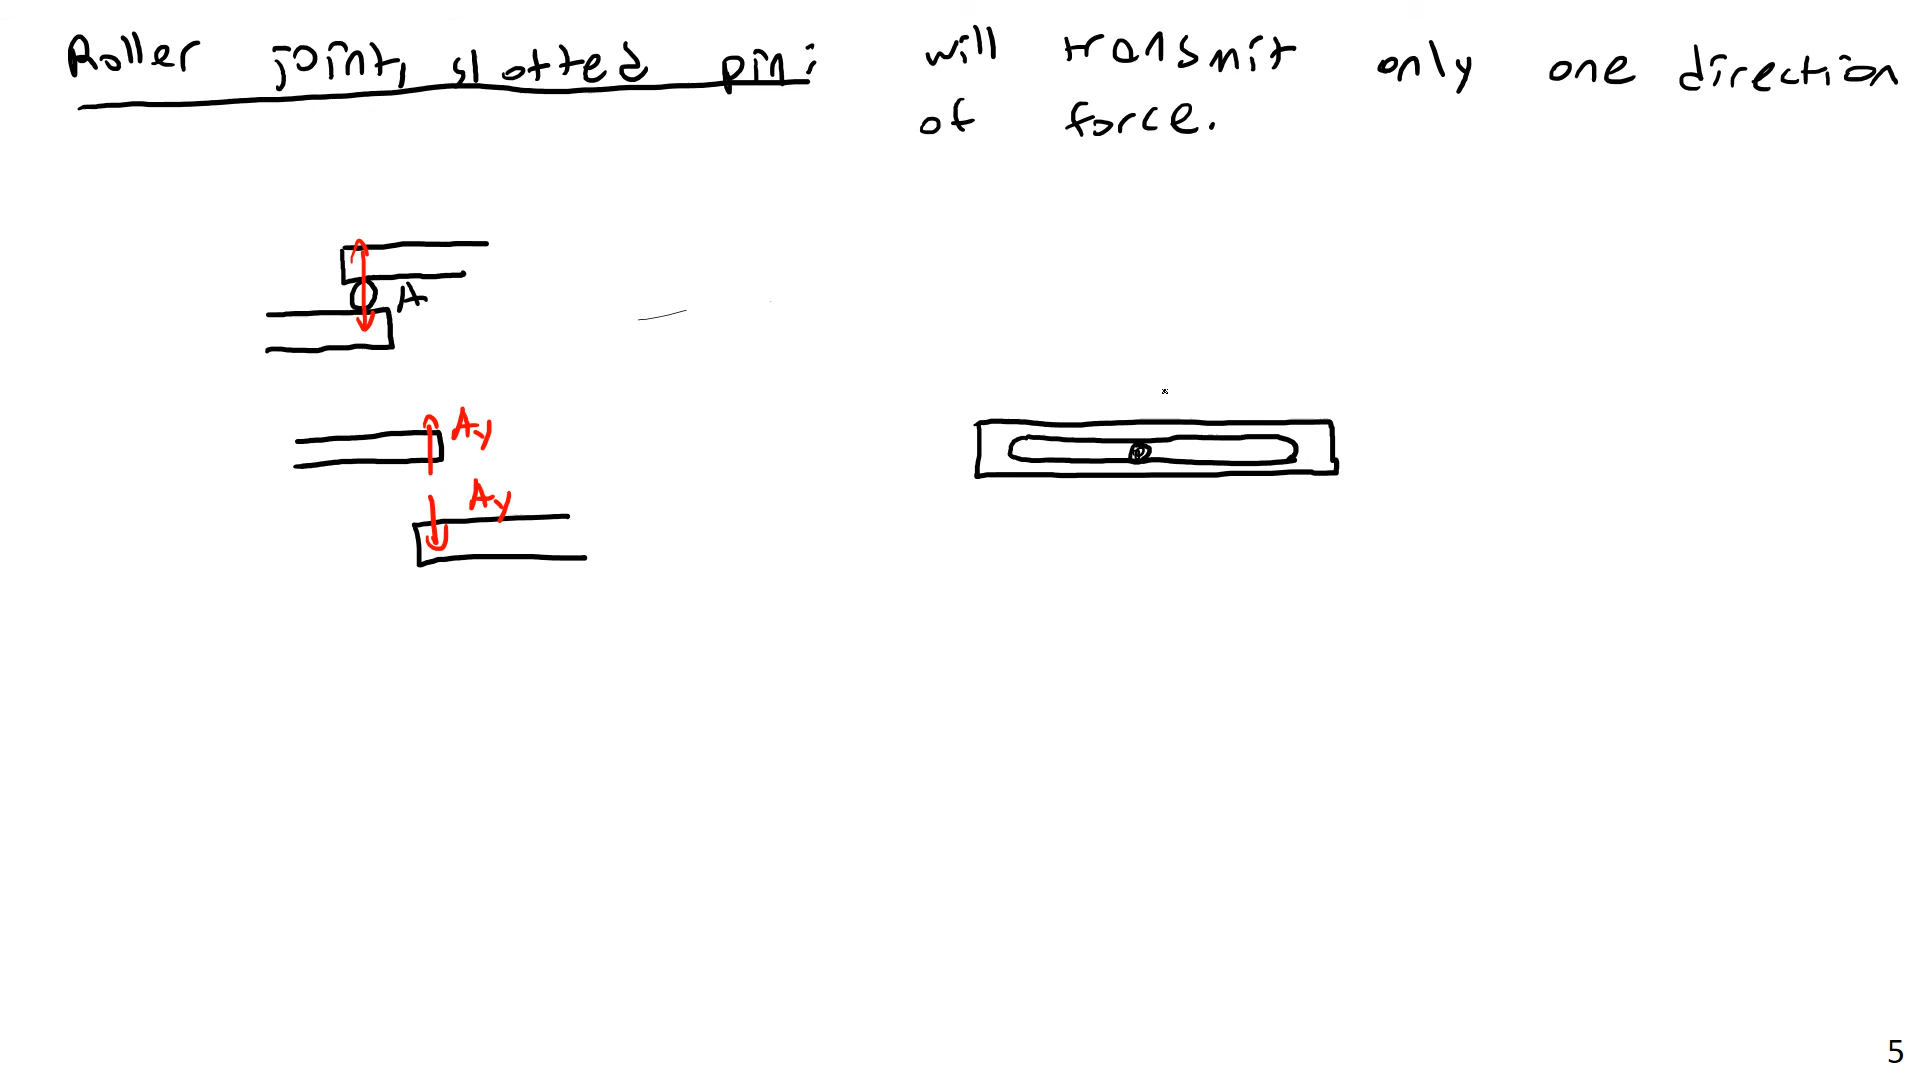 Roller joint, slotted pin: will transmit only one direction
of force.
A
Ay
Ay
5